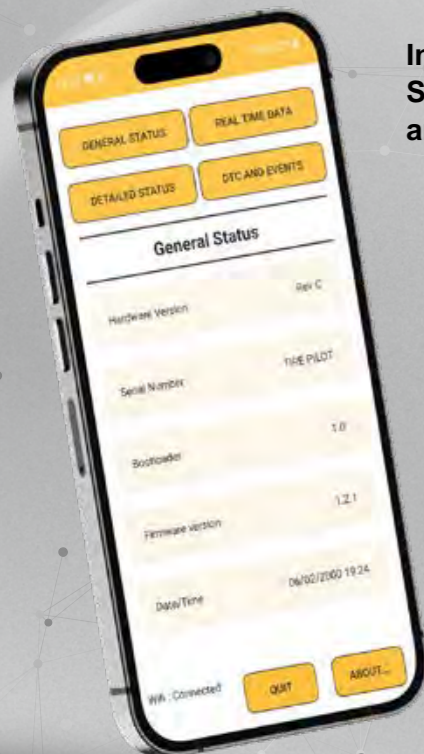 In
S
a
GENERAL STATUS
REAL TIME DATA
DETAILED STATUS
DTC AND EVENTS
General Status
Hardware Version Rev C
Serial Number TIRE PILOT
Bootloader 1.0
Firmware version 1.2.1
Date/Time 06/02/2000 19:24
Wifi : Connected
QUIT
ABOUT...